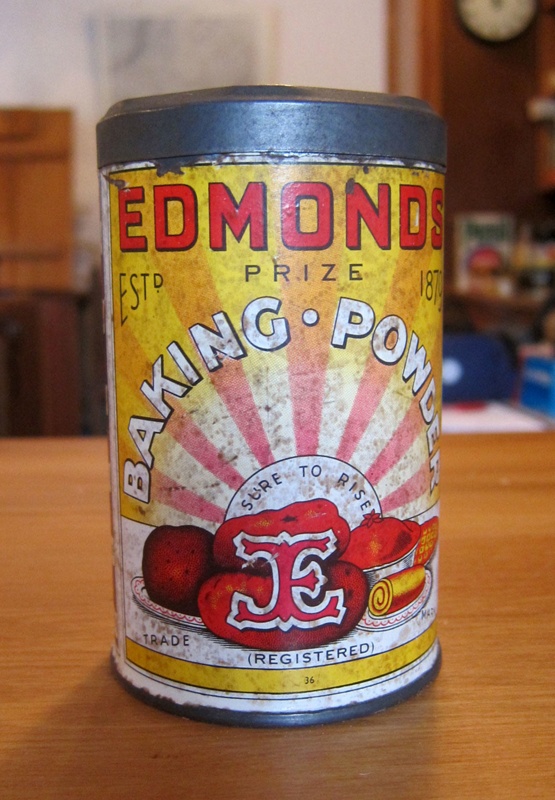 EDMONDS
PRIZE
ESTD 1879
BAKING • POWDER
SURE TO RISE
E
TRADE MARK
(REGISTERED)
36